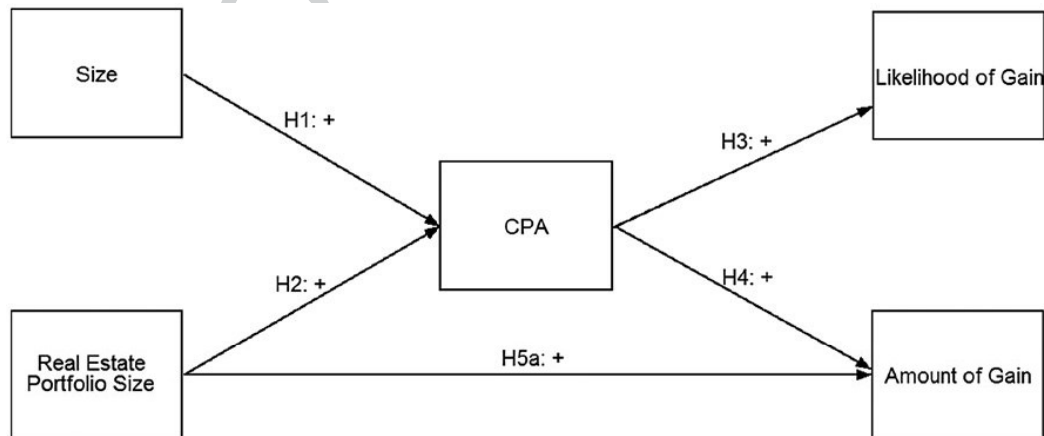 Size
Likelihood of Gain
H1: +
H3: +
CPA
H2: +
H4: +
Real Estate
Portfolio Size
H5a: +
Amount of Gain